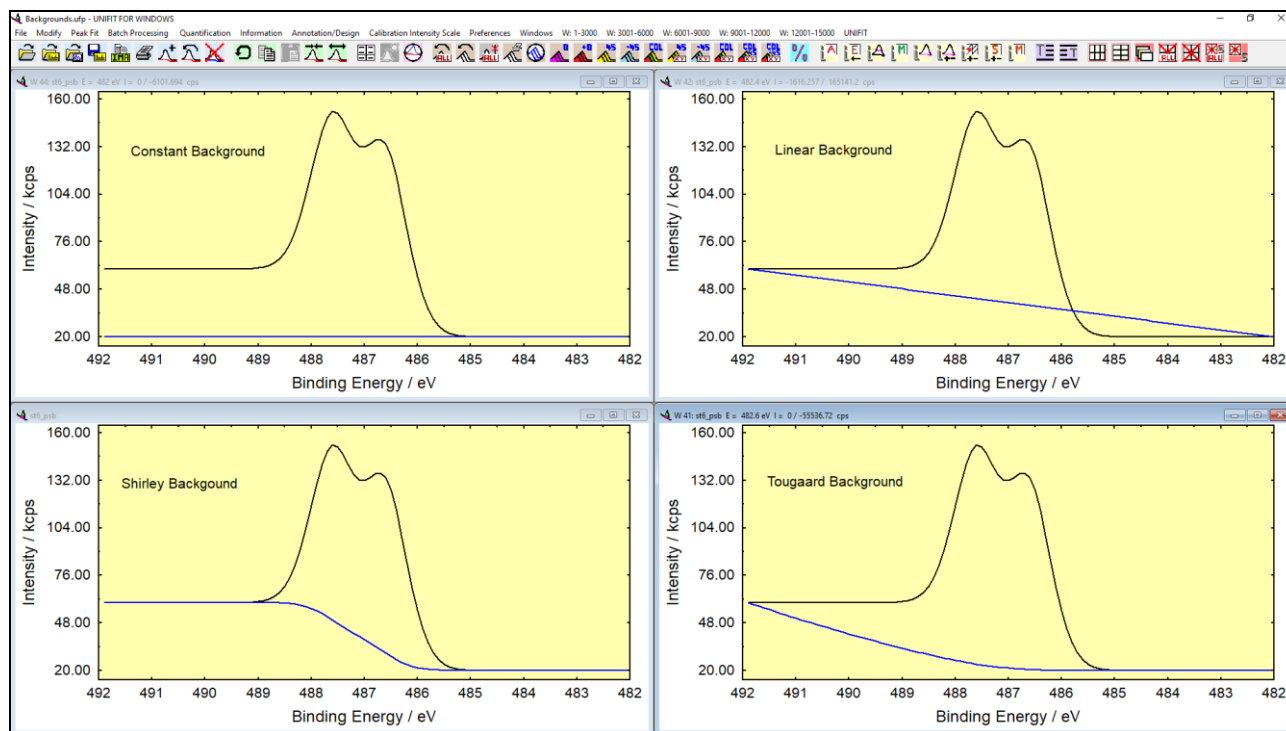 Backgrounds.ufp - UNIFIT FOR WINDOWS
File Modify Peak Fit Batch Processing Quantification Information Annotation/Design Calibration Intensity Scale Preferences Windows W: 1-3000 W: 3001-6000 W: 6001-9000 W: 9001-12000 W: 12001-15000 UNIFIT
W 44: st6_psb E = 482 eV I = 0 / -6101.894 cps
160.00
132.00
104.00
76.00
48.00
20.00
Intensity / kcps
Constant Background
492 491 490 489 488 487 486 485 484 483 482
Binding Energy / eV
W 42: st6_psb E = 482.4 eV I = -1616.257 / 165141.2 cps
160.00
132.00
104.00
76.00
48.00
20.00
Intensity / kcps
Linear Background
492 491 490 489 488 487 486 485 484 483 482
Binding Energy / eV
st6_psb
160.00
132.00
104.00
76.00
48.00
20.00
Intensity / kcps
Shirley Backgound
492 491 490 489 488 487 486 485 484 483 482
Binding Energy / eV
W 41: st6_psb E = 482.6 eV I = 0 / -55536.72 cps
160.00
132.00
104.00
76.00
48.00
20.00
Intensity / kcps
Tougaard Background
492 491 490 489 488 487 486 485 484 483 482
Binding Energy / eV